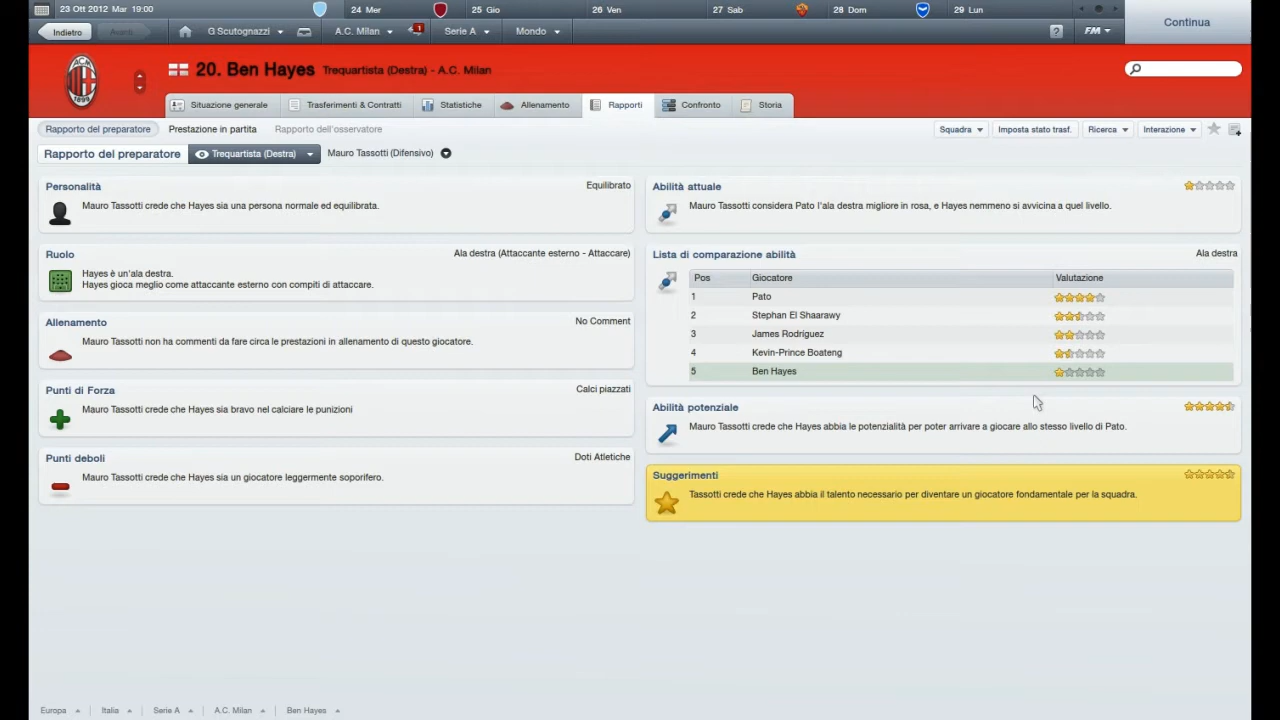 23 Ott 2012 Mar 19:00
24 Mer
25 Gio
26 Ven
27 Sab
28 Dom
29 Lun
Continua
Indietro
Avanti
G Scutognazzi
A.C. Milan
1
Serie A
Mondo
?
FM
ACM
1899
20. Ben Hayes Trequartista (Destra) - A.C. Milan
Situazione generale
Trasferimenti & Contratti
Statistiche
Allenamento
Rapporti
Confronto
Storia
Rapporto del preparatore
Prestazione in partita
Rapporto dell'osservatore
Squadra
Imposta stato trasf.
Ricerca
Interazione
Rapporto del preparatore
Trequartista (Destra)
Mauro Tassotti (Difensivo)
Personalità
Equilibrato
Mauro Tassotti crede che Hayes sia una persona normale ed equilibrata.
Ruolo
Ala destra (Attaccante esterno - Attaccare)
Hayes è un'ala destra.
Hayes gioca meglio come attaccante esterno con compiti di attaccare.
Allenamento
No Comment
Mauro Tassotti non ha commenti da fare circa le prestazioni in allenamento di questo giocatore.
Punti di Forza
Calci piazzati
Mauro Tassotti crede che Hayes sia bravo nel calciare le punizioni
Punti deboli
Doti Atletiche
Mauro Tassotti crede che Hayes sia un giocatore leggermente soporifero.
Abilità attuale
Mauro Tassotti considera Pato l'ala destra migliore in rosa, e Hayes nemmeno si avvicina a quel livello.
Lista di comparazione abilità
Ala destra
Pos Giocatore Valutazione
1 Pato
2 Stephan El Shaarawy
3 James Rodríguez
4 Kevin-Prince Boateng
5 Ben Hayes
Abilità potenziale
Mauro Tassotti crede che Hayes abbia le potenzialità per poter arrivare a giocare allo stesso livello di Pato.
Suggerimenti
Tassotti crede che Hayes abbia il talento necessario per diventare un giocatore fondamentale per la squadra.
Europa
Italia
Serie A
A.C. Milan
Ben Hayes